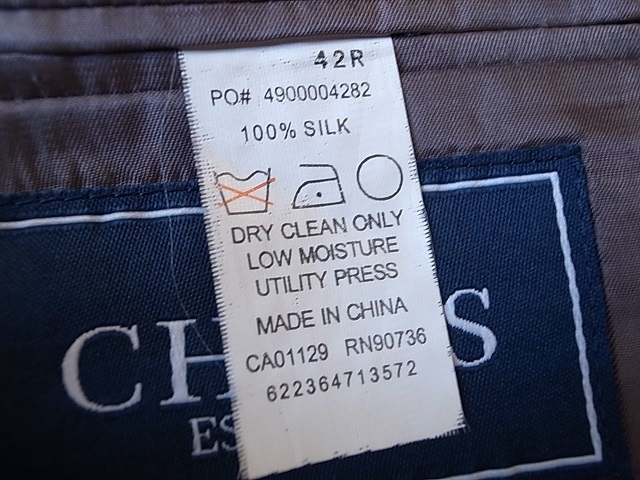 42R
PO# 4900004282
100% SILK
DRY CLEAN ONLY
LOW MOISTURE
UTILITY PRESS
MADE IN CHINA
CA01129 RN90736
622364713572